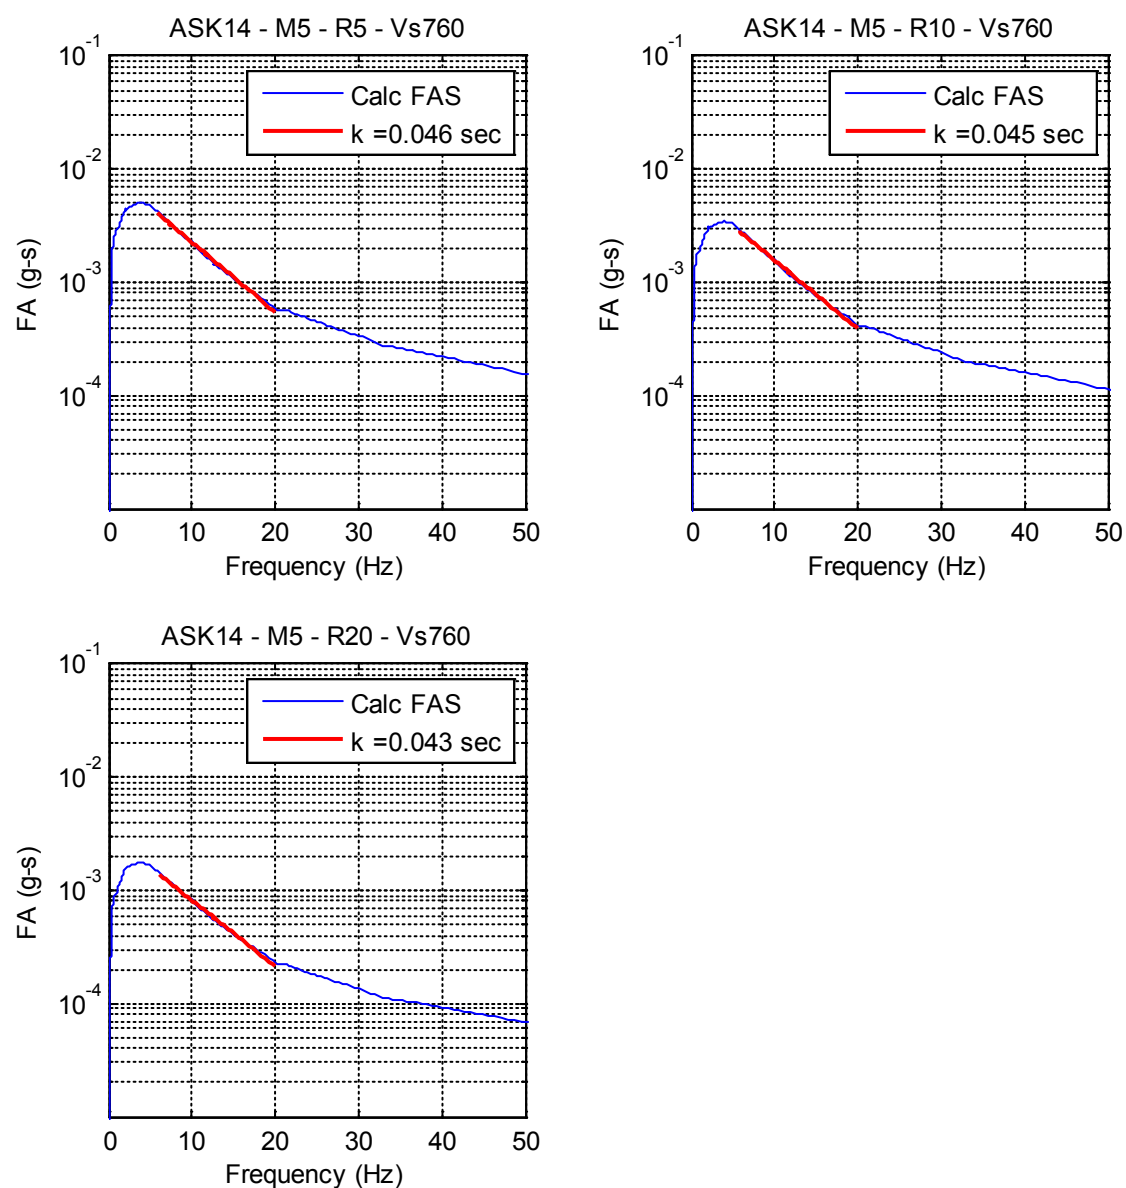 ASK14 - M5 - R5 - Vs760
10-1
10-2
10-3
10-4
FA (g-s)
Calc FAS
k =0.046 sec
0 10 20 30 40 50
Frequency (Hz)
ASK14 - M5 - R10 - Vs760
10-1
10-2
10-3
10-4
FA (g-s)
Calc FAS
k =0.045 sec
0 10 20 30 40 50
Frequency (Hz)
ASK14 - M5 - R20 - Vs760
10-1
10-2
10-3
10-4
FA (g-s)
Calc FAS
k =0.043 sec
0 10 20 30 40 50
Frequency (Hz)